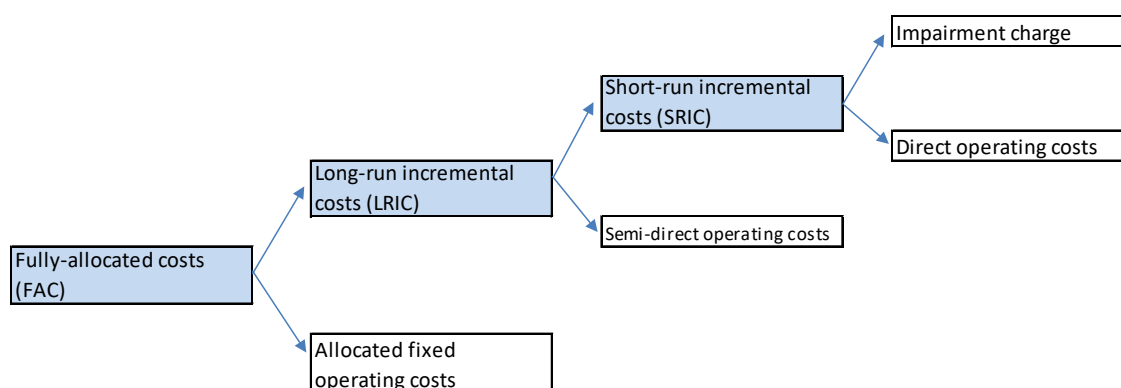 Impairment charge
Short-run incremental
costs (SRIC)
Direct operating costs
Long-run incremental
costs (LRIC)
Semi-direct operating costs
Fully-allocated costs
(FAC)
Allocated fixed
operating costs